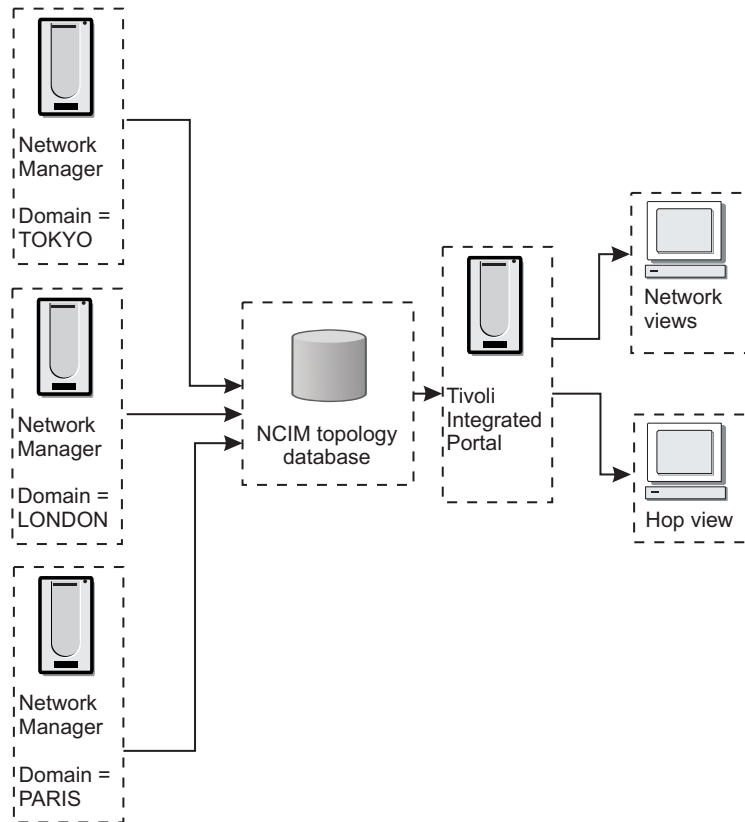 Network
Manager
Domain =
TOKYO
Network
Manager
Domain =
LONDON
Network
Manager
Domain =
PARIS
NCIM topology
database
Tivoli
Integrated
Portal
Network
views
Hop view